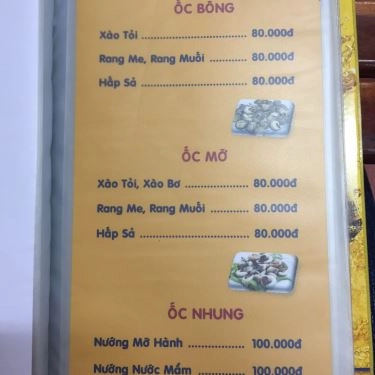 ỐC BÔNG
Xào Tỏi ........................ 80.000đ
Rang Me, Rang Muối ........ 80.000đ
Hấp Sả ........................ 80.000đ
ỐC MỠ
Xào Tỏi, Xào Bơ ............... 80.000đ
Rang Me, Rang Muối ........ 80.000đ
Hấp Sả ........................... 80.000đ
ỐC NHUNG
Nướng Mỡ Hành ................ 100.000đ
Nướng Nước Mắm ............. 100.000đ